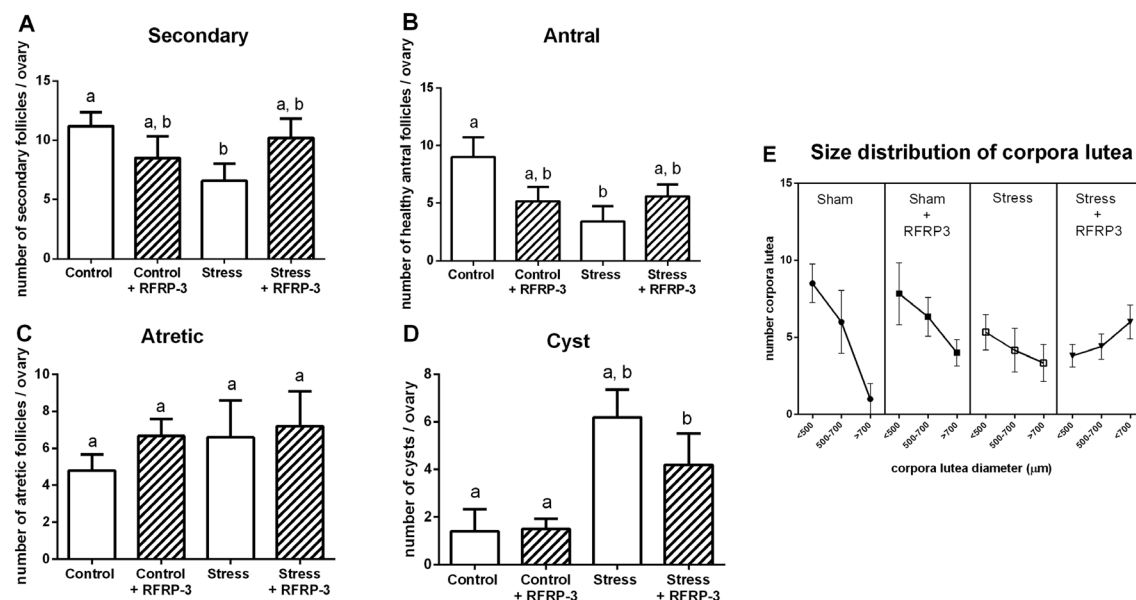 A
Secondary
number of secondary follicles / ovary
15
10
5
0
a
a, b
b
a, b
Control
Control
+ RFRP-3
Stress
Stress
+ RFRP-3
B
Antral
number of healthy antral follicles / ovary
15
10
5
0
a
a, b
b
a, b
Control
Control
+ RFRP-3
Stress
Stress
+ RFRP-3
C
Atretic
number of atretic follicles / ovary
8
6
4
2
0
a
a
a
a
Control
Control
+ RFRP-3
Stress
Stress
+ RFRP-3
D
Cyst
number of cysts / ovary
8
6
4
2
0
a
a
a, b
b
Control
Control
+ RFRP-3
Stress
Stress
+ RFRP-3
E
Size distribution of corpora lutea
number corpora lutea
15
10
5
0
Sham
Sham
+
RFRP3
Stress
Stress
+
RFRP3
<500
500-700
>700
<500
500-700
>700
<500
500-700
>700
<500
500-700
<700
corpora lutea diameter (μm)